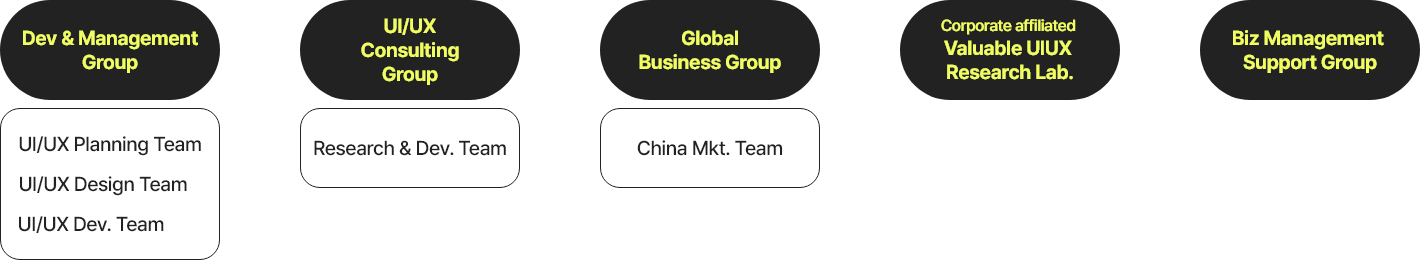 Dev & Management
Group
UI/UX Planning Team
UI/UX Design Team
UI/UX Dev. Team
UI/UX
Consulting
Group
Research & Dev. Team
Global
Business Group
China Mkt. Team
Corporate affiliated
Valuable UIUX
Research Lab.
Biz Management
Support Group